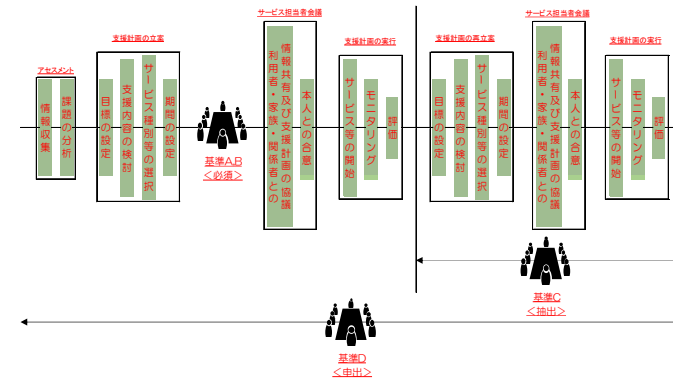 アセスメント
情報収集
課題の分析
支援計画の立案
目標の設定
支援内容の検討
サービス種別等の選択
期間の設定
基準A,B
＜必須＞
サービス担当者会議
利用者・家族・関係者との
情報共有及び支援計画の協議
本人との合意
支援計画の実行
サービス等の開始
モニタリング
評価
支援計画の再立案
目標の設定
支援内容の検討
サービス種別等の選択
期間の設定
サービス担当者会議
利用者・家族・関係者との
情報共有及び支援計画の協議
本人との合意
支援計画の実行
サービス等の開始
モニタリング
評価
基準C
＜抽出＞
基準D
＜申出＞